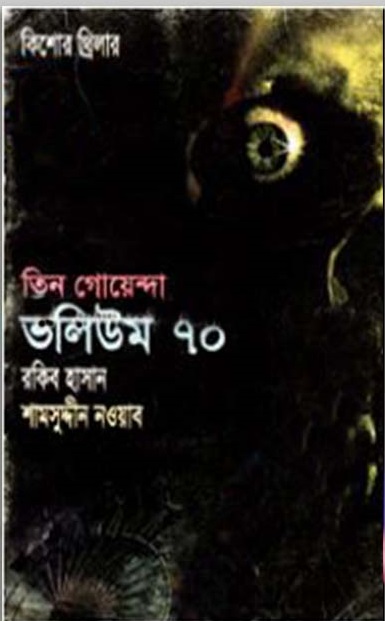 কিশোর থ্রিলার
তিন গোয়েন্দা
ভলিউম ৭০
রকিব হাসান
শামসুদ্দীন নওয়াব